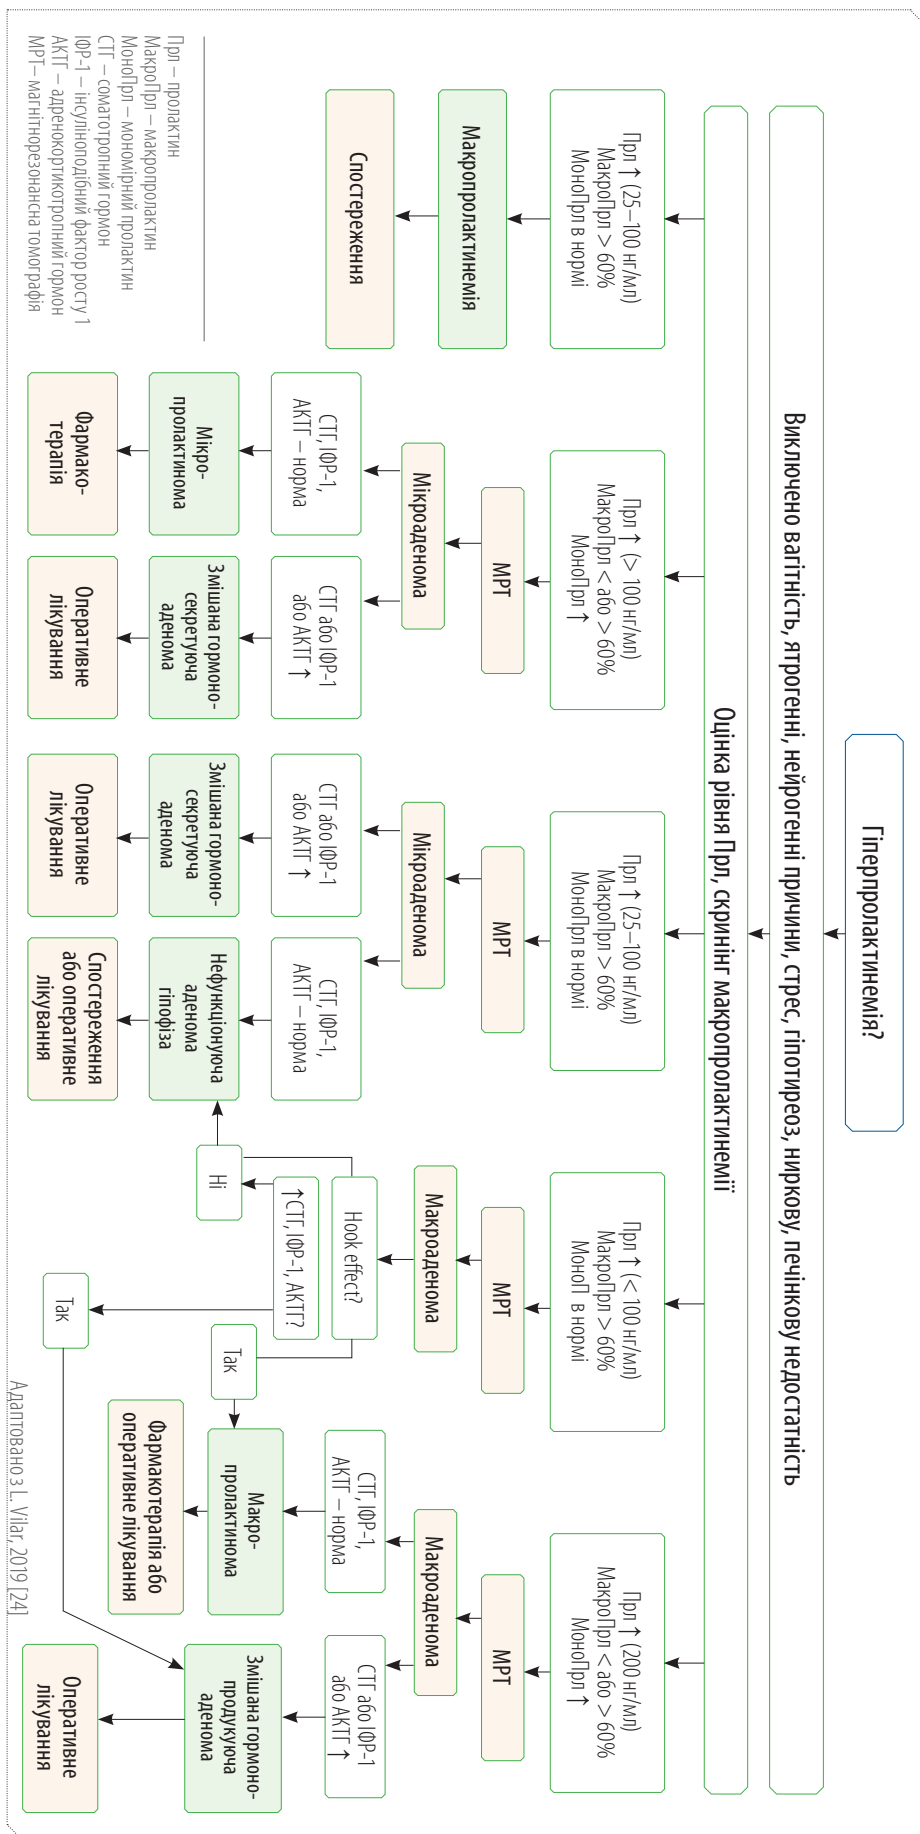 Гіперпролактинемія?
Виключено вагітність, ятрогенні, нейрогенні причини, стрес, гіпотиреоз, ниркову, печінкову недостатність
Оцінка рівня Прл, скринінг макропролактинемії
Прл ↑ (25–100 нг/мл)
МакроПрл > 60%
МоноПрл в нормі
Макропролактинемія
Спостереження
Прл ↑ (> 100 нг/мл)
МакроПрл < або > 60%
МоноПрл ↑
МРТ
Мікроаденома
СТГ, ІФР-1,
АКТГ – норма
Мікро-
пролактинома
Фармако-
терапія
СТГ або ІФР-1
або АКТГ ↑
Змішана гормоно-
секретуюча
аденома
Оперативне
лікування
Прл ↑ (25–100 нг/мл)
МакроПрл > 60%
МоноПрл в нормі
МРТ
Мікроаденома
СТГ або ІФР-1
або АКТГ ↑
Змішана гормоно-
секретуюча
аденома
Оперативне
лікування
СТГ, ІФР-1,
АКТГ – норма
Нефункціонуюча
аденома
гіпофіза
Спостереження
або оперативне
лікування
Прл ↑ (< 100 нг/мл)
МакроПрл > 60%
МоноП в нормі
МРТ
Макроаденома
Hook effect?
↑СТГ, ІФР-1, АКТГ?
Ні
Так
Так
Прл ↑ (200 нг/мл)
МакроПрл < або > 60%
МоноПрл ↑
МРТ
Макроаденома
СТГ, ІФР-1,
АКТГ – норма
Макро-
пролактинома
Фармакотерапія або
оперативне лікування
СТГ або ІФР-1
або АКТГ ↑
Змішана гормоно-
продукуюча
аденома
Оперативне
лікування
Прл – пролактин
МакроПрл – макропролактин
МоноПрл – мономірний пролактин
СТГ – соматотропний гормон
ІФР-1 – інсуліноподібний фактор росту 1
АКТГ – адренокортикотропний гормон
МРТ– магнітнорезонансна томографія
Адаптовано з L. Vilar, 2019 [24]